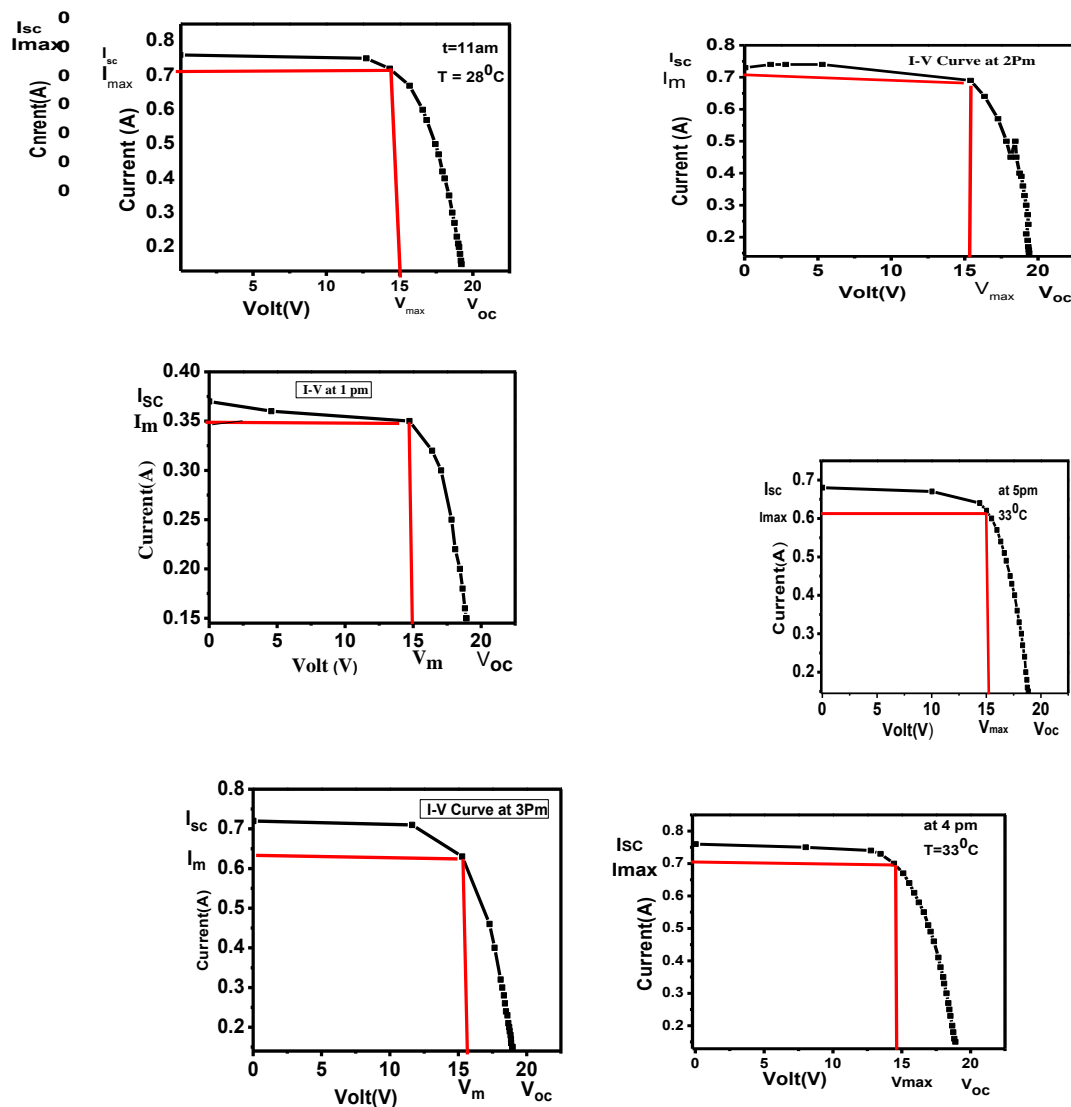 Isc
Imax
0
0
0
0
0
0
0
Cnrent(A)
Isc
Imax
Current (A)
0.8
0.7
0.5
0.4
0.3
0.2
t=11am
T = 28⁰C
5 10 15 20
Volt(V)
Vmax
Voc
Isc
Im
Current (A)
0.8
0.7
0.6
0.5
0.4
0.3
0.2
I-V Curve at 2Pm
0 5 15 20
Volt(V)
Vmax
Voc
ISC
Im
Current(A)
0.40
0.35
0.30
0.25
0.20
0.15
I-V at 1 pm
0 5 10 15 20
Volt (V)
Vm
Voc
Isc
Imax
Current(A)
0.7
0.6
0.5
0.4
0.3
0.2
at 5pm
33⁰C
0 5 10 15 20
Volt(V)
Vmax
Voc
Isc
Im
Current(A)
0.8
0.7
0.5
0.4
0.3
0.2
I-V Curve at 3Pm
0 5 10 15 20
Volt(V)
Vm
Voc
Isc
Imax
Current(A)
0.8
0.7
0.6
0.5
0.4
0.3
0.2
at 4 pm
T=33⁰C
0 5 10 15 20
Volt(V)
Vmax
Voc